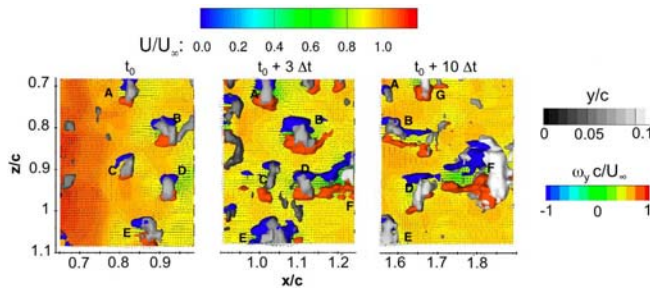 U/U∞: 0.0 0.2 0.4 0.6 0.8 1.0
t0 t0 + 3 Δt t0 + 10 Δt
0.7
0.8
0.9
1
1.1
z/c
A B C D E
A B C D E F
A G B F D E
0.7 0.8 0.9 1.0 1.1 1.2 1.6 1.7 1.8
x/c
y/c
0 0.05 0.1
ωy c/U∞
-1 0 1